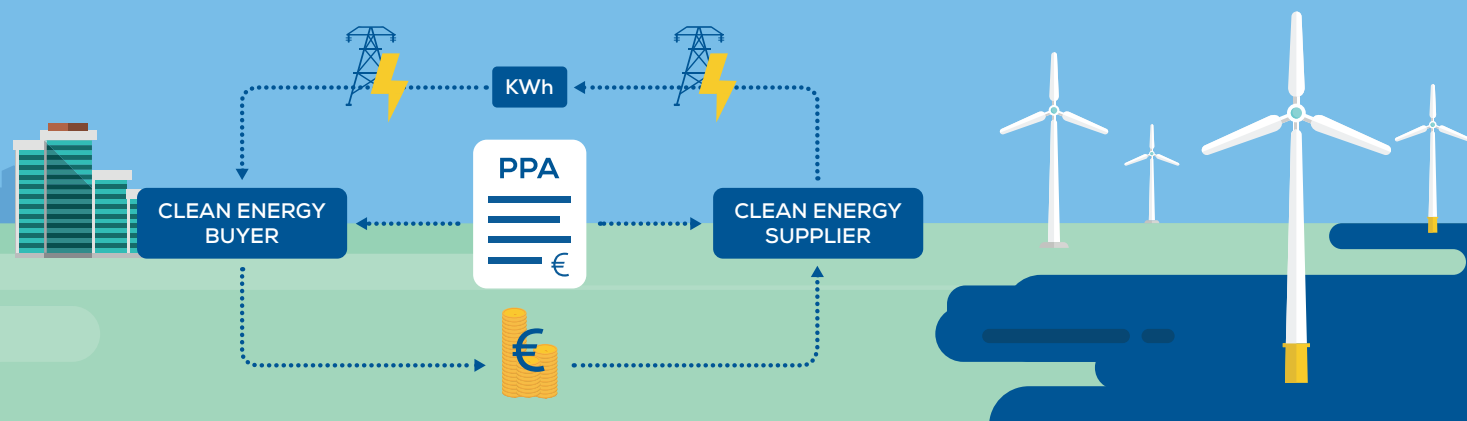 KWh
PPA
€
CLEAN ENERGY
BUYER
CLEAN ENERGY
SUPPLIER
€